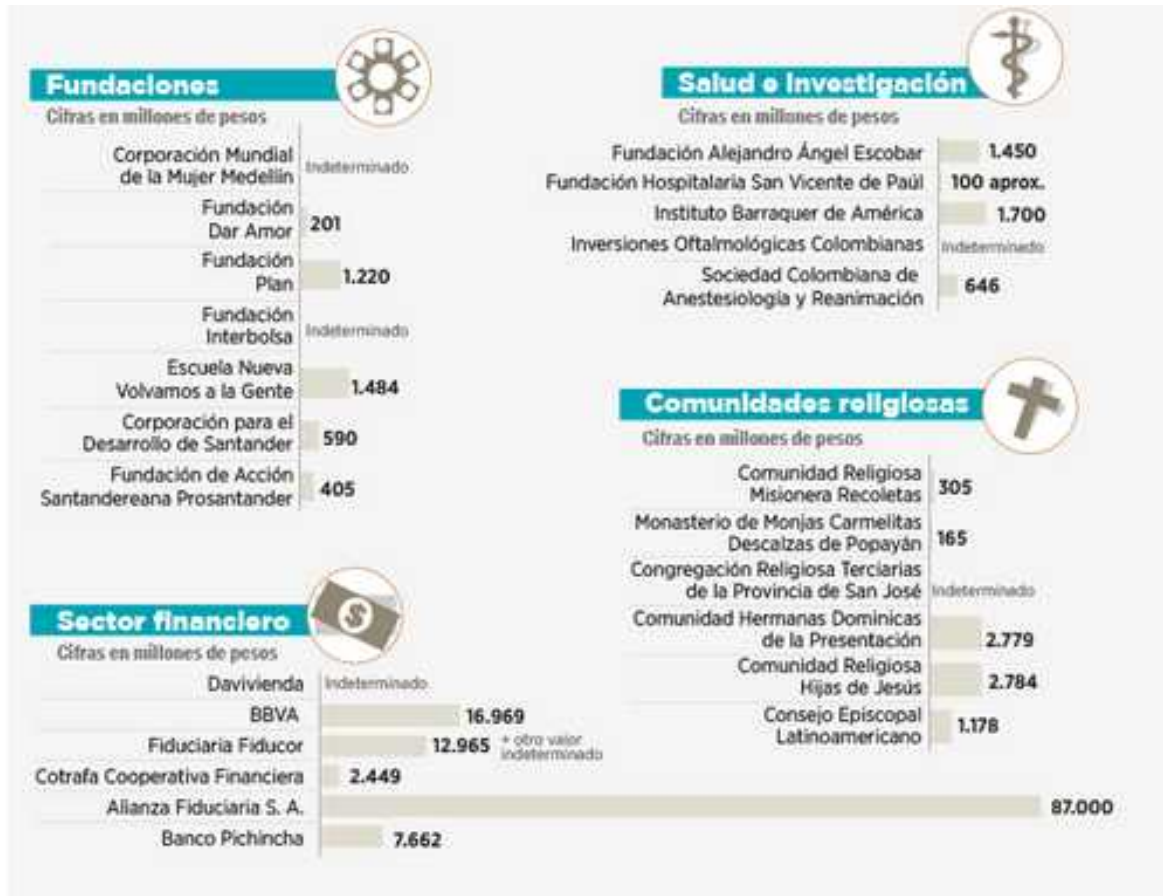 Fundaciones
Cifras en millones de pesos
Corporación Mundial
de la Mujer Medellín
Indeterminado
Fundación
Dar Amor
201
Fundación
Plan
1.220
Fundación
Interbolsa
Indeterminado
Escuela Nueva
Volvamos a la Gente
1.484
Corporación para el
Desarrollo de Santander
590
Fundación de Acción
Santandereana Prosantander
405
Sector financiero
Cifras en millones de pesos
Davivienda Indeterminado
BBVA 16.969
Fiduciaria Fiducor 12.965 + otro valor
indeterminado
Cotrafa Cooperativa Financiera 2.449
Alianza Fiduciaria S. A. 87.000
Banco Pichincha 7.662
Salud e investigación
Cifras en millones de pesos
Fundación Alejandro Ángel Escobar 1.450
Fundación Hospitalaria San Vicente de Paúl 100 aprox.
Instituto Barraquer de América 1.700
Inversiones Oftalmológicas Colombianas Indeterminado
Sociedad Colombiana de
Anestesiología y Reanimación
646
Comunidades religiosas
Cifras en millones de pesos
Comunidad Religiosa
Misionera Recoletas
305
Monasterio de Monjas Carmelitas
Descalzas de Popayán
165
Congregación Religiosa Terciarias
de la Provincia de San José
Indeterminado
Comunidad Hermanas Dominicas
de la Presentación
2.779
Comunidad Religiosa
Hijas de Jesús
2.784
Consejo Episcopal
Latinoamericano
1.178